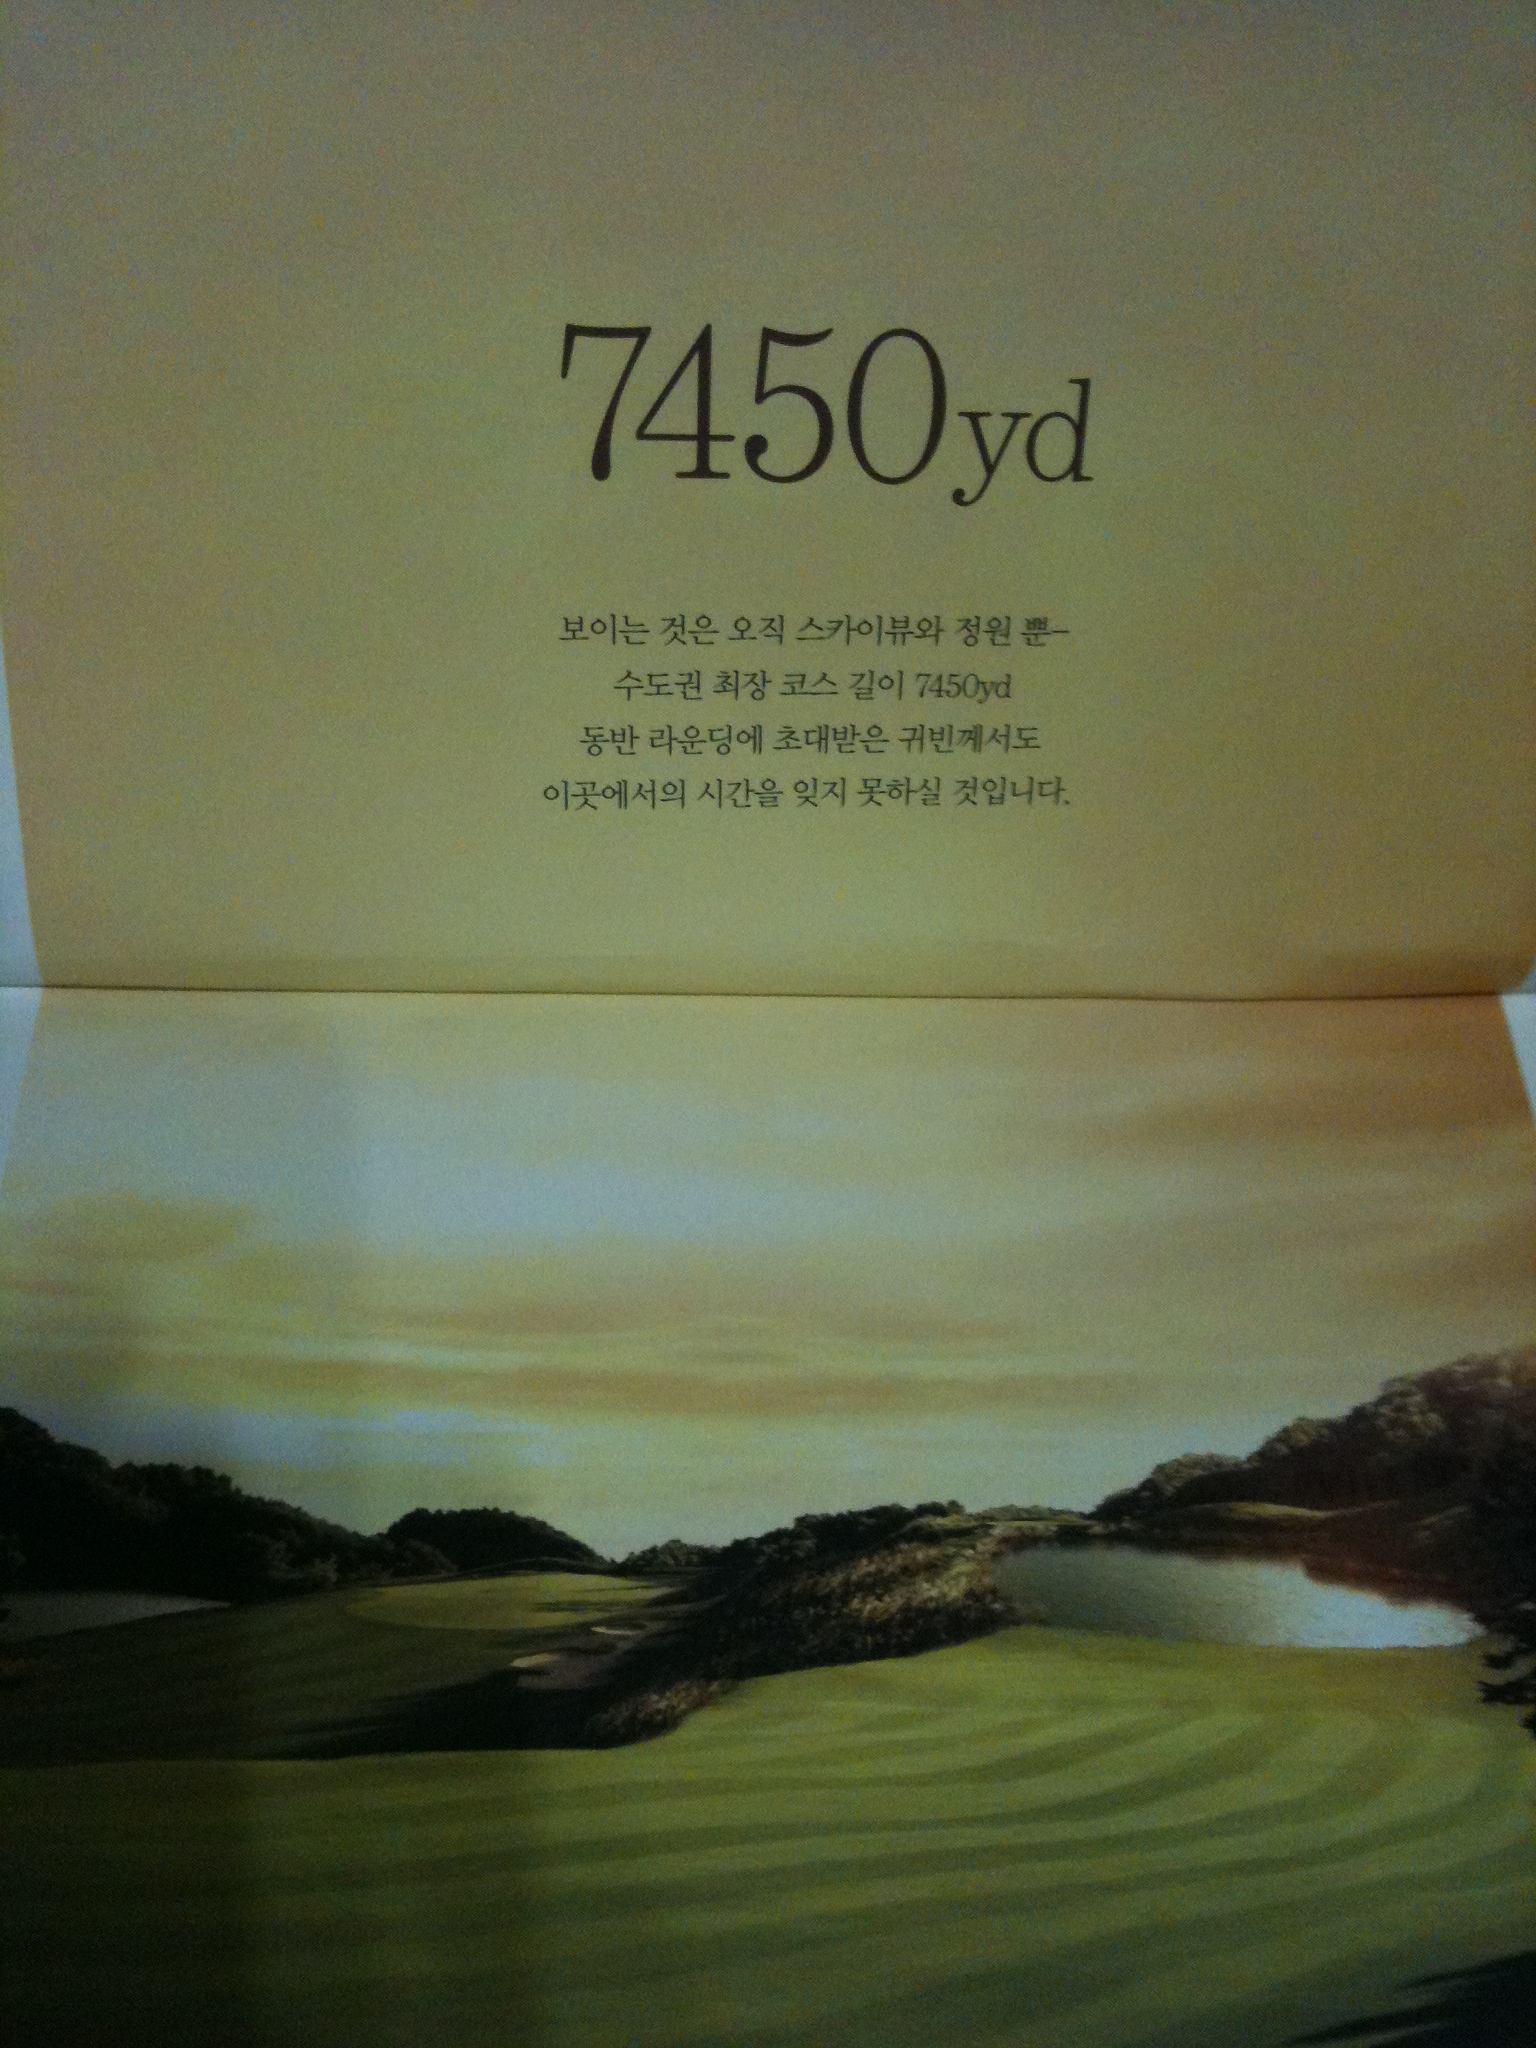 7450yd
보이는 것은 오직 스카이뷰와 정원 뿐–
수도권 최장 코스 길이 7450yd
동반 라운딩에 초대받은 귀빈께서도
이곳에서의 시간을 잊지 못하실 것입니다.